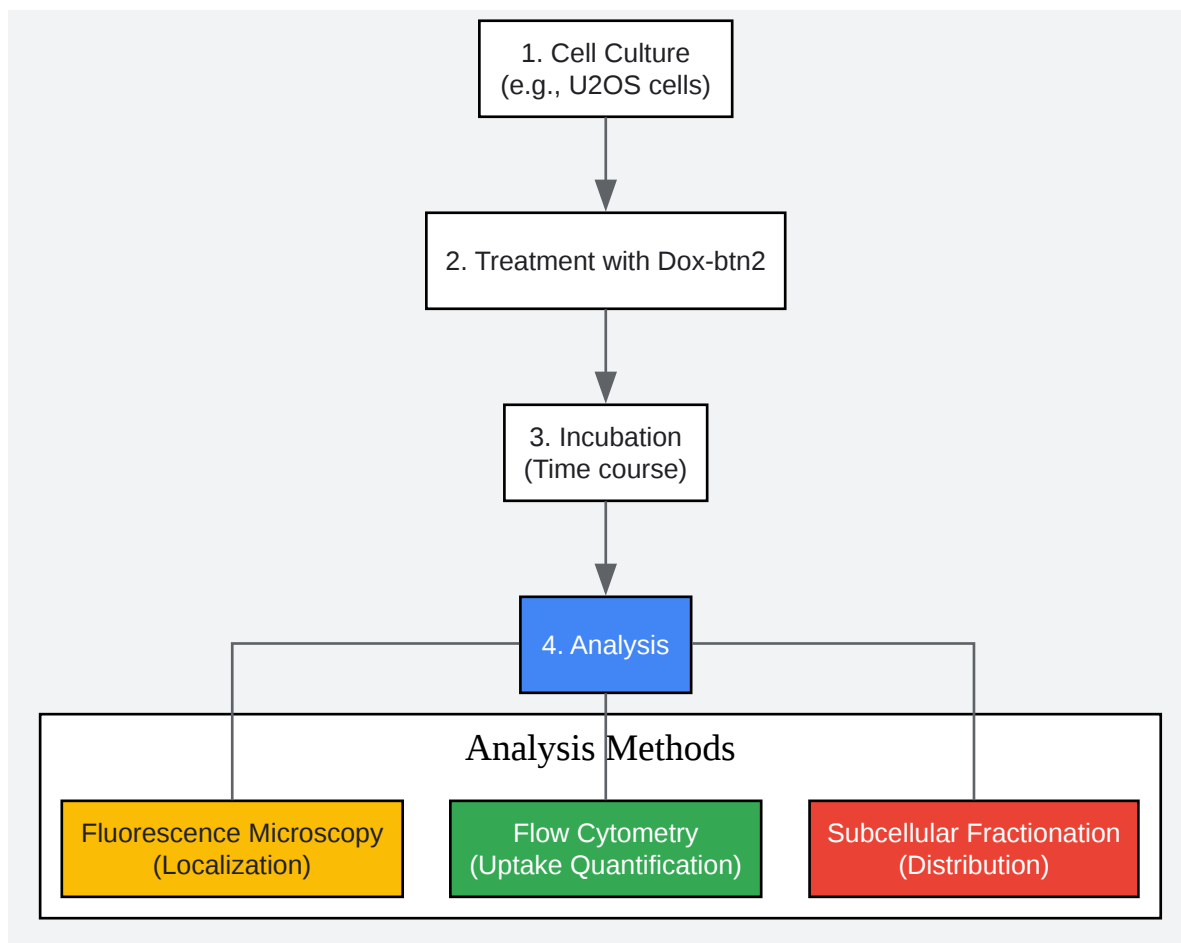 1. Cell Culture
(e.g., U2OS cells)
2. Treatment with Dox-btn2
3. Incubation
(Time course)
4. Analysis
Analysis Methods
Fluorescence Microscopy
(Localization)
Flow Cytometry
(Uptake Quantification)
Subcellular Fractionation
(Distribution)